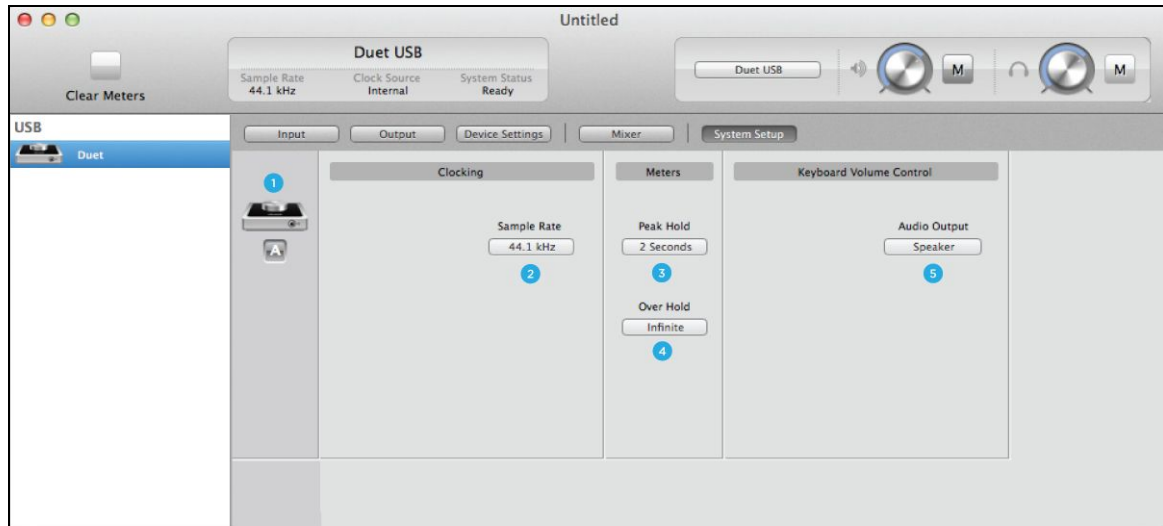 Untitled
Clear Meters
Duet USB
Sample Rate Clock Source System Status
44.1 kHz Internal Ready
Duet USB M M
USB
Duet
Input Output Device Settings Mixer System Setup
1
A
Clocking
Sample Rate
44.1 kHz
2
Meters
Peak Hold
2 Seconds
3
Over Hold
Infinite
4
Keyboard Volume Control
Audio Output
Speaker
5